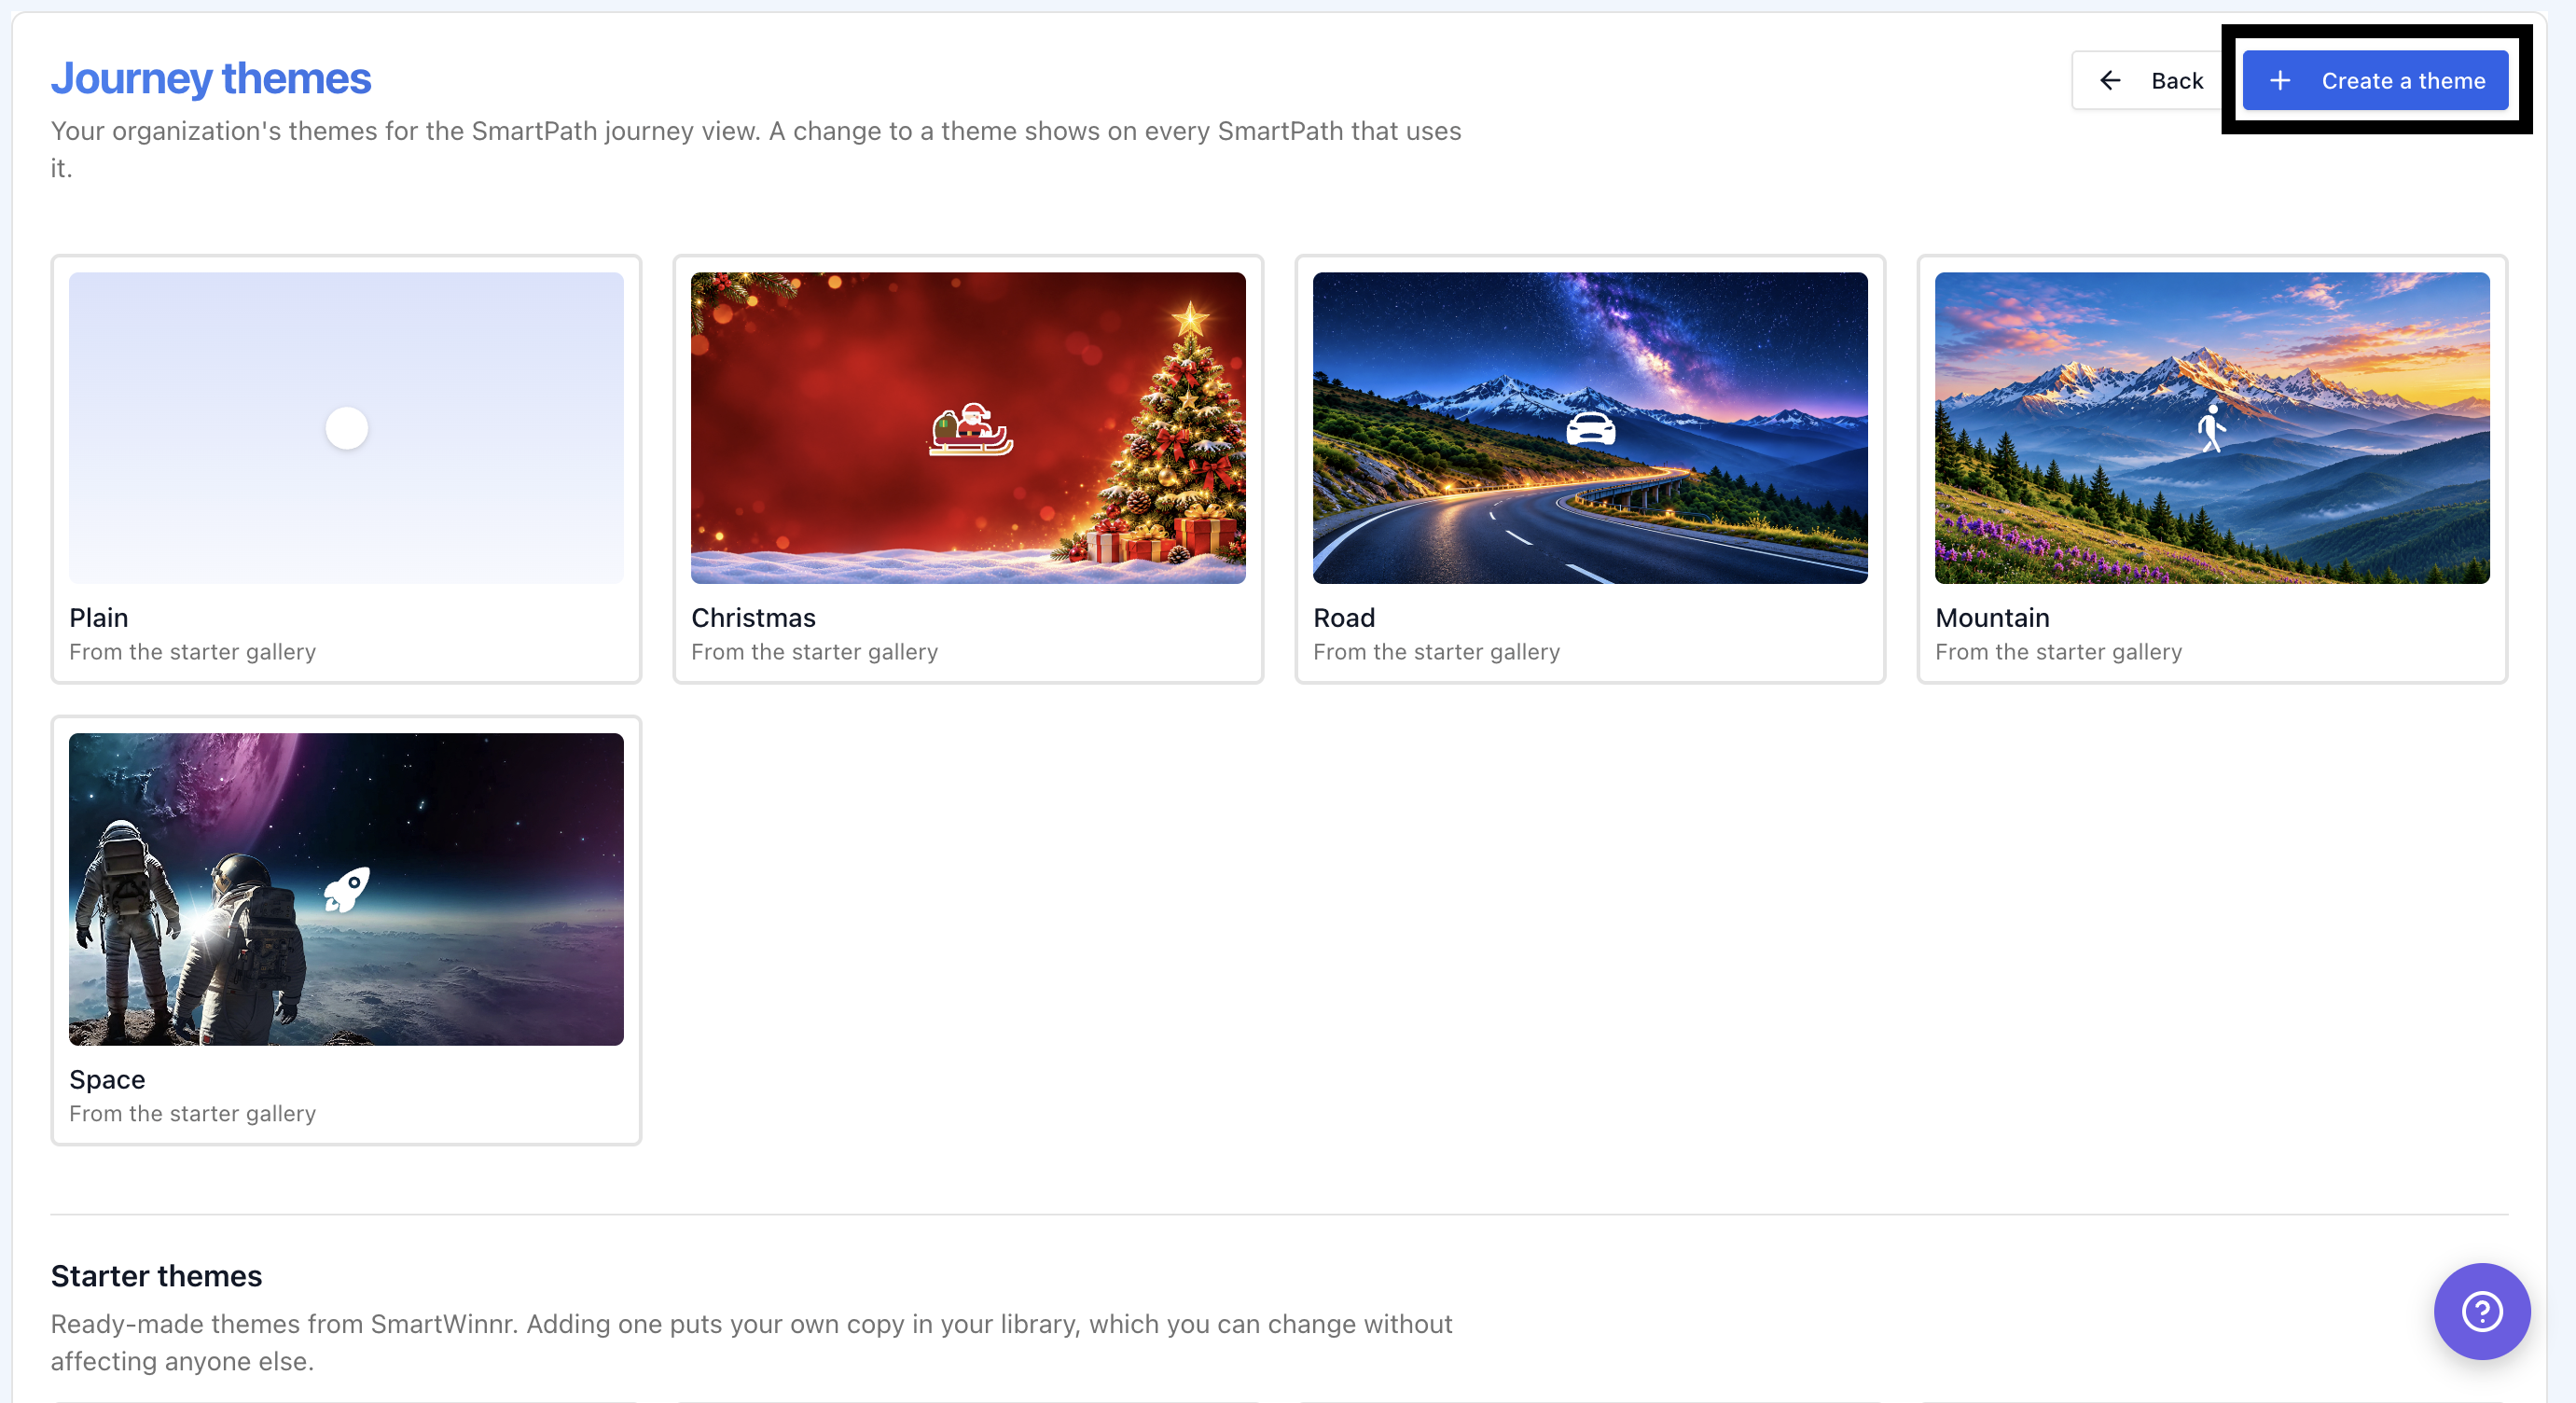 Journey themes
Back
Create a theme
Your organization's themes for the SmartPath journey view. A change to a theme shows on every SmartPath that uses
it.
Plain
From the starter gallery
Christmas
From the starter gallery
Road
From the starter gallery
Mountain
From the starter gallery
Space
From the starter gallery
Starter themes
Ready-made themes from SmartWinnr. Adding one puts your own copy in your library, which you can change without
affecting anyone else.